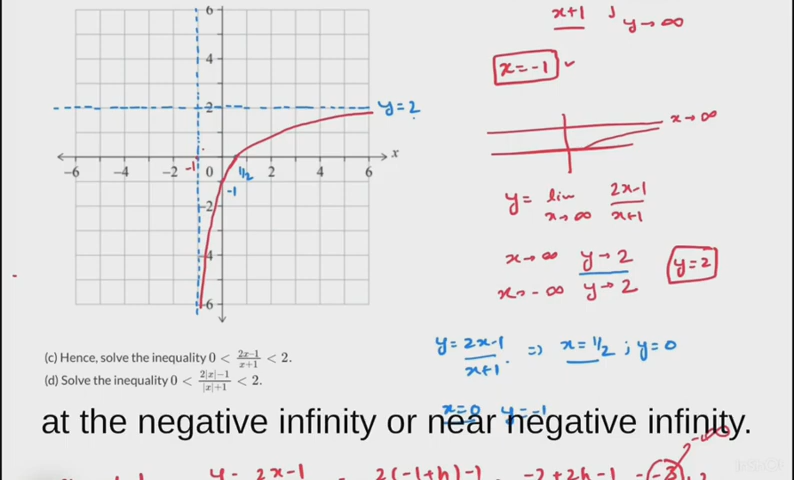 x+1 y→∞
x=-1
y=2
x→∞
6
4
2
-6 -4 -2 -1 0 1/2 2 4 6 x
-1
-2
-4
-6
y = lim x→∞ 2x-1/x+1
x→∞ y→2 y=2
x→-∞ y→2
(c) Hence, solve the inequality 0 < 2x−1/x+1 < 2.
(d) Solve the inequality 0 < 2|x|−1/|x|+1 < 2.
y = 2x-1/x+1 ⇒ x = 1/2 ; y=0
x=0 y=-1
at the negative infinity or near negative infinity.
y = 2x-1 = 2(-1+h)-1 = -2+2h-1 = -3